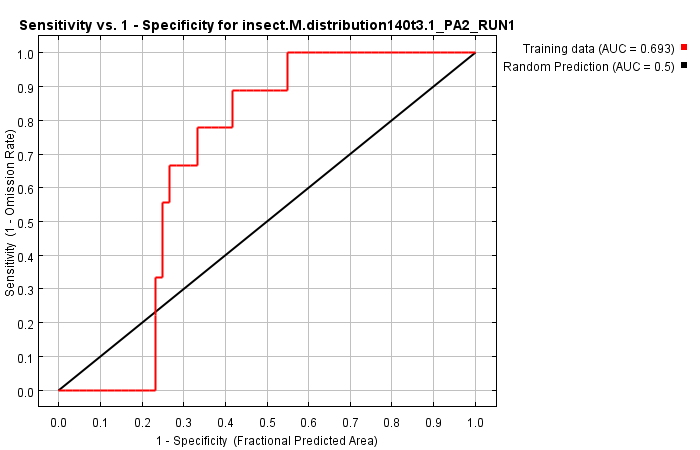 Sensitivity vs. 1 - Specificity for insect.M.distribution140t3.1_PA2_RUN1
Training data (AUC = 0.693)
Random Prediction (AUC = 0.5)
Sensitivity (1 - Omission Rate)
1.0
0.9
0.8
0.7
0.6
0.5
0.4
0.3
0.2
0.1
0.0
0.0 0.1 0.2 0.3 0.4 0.5 0.6 0.7 0.8 0.9 1.0
1 - Specificity (Fractional Predicted Area)